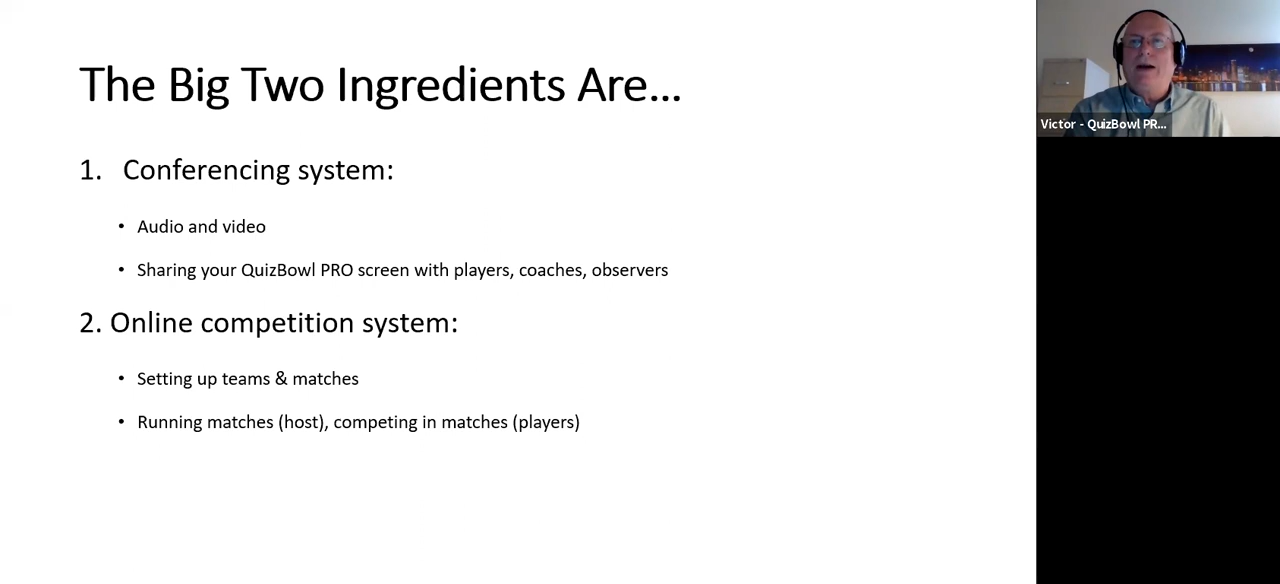 The Big Two Ingredients Are...
1. Conferencing system:
• Audio and video
• Sharing your QuizBowl PRO screen with players, coaches, observers
2. Online competition system:
• Setting up teams & matches
• Running matches (host), competing in matches (players)
Victor - QuizBowl PR...